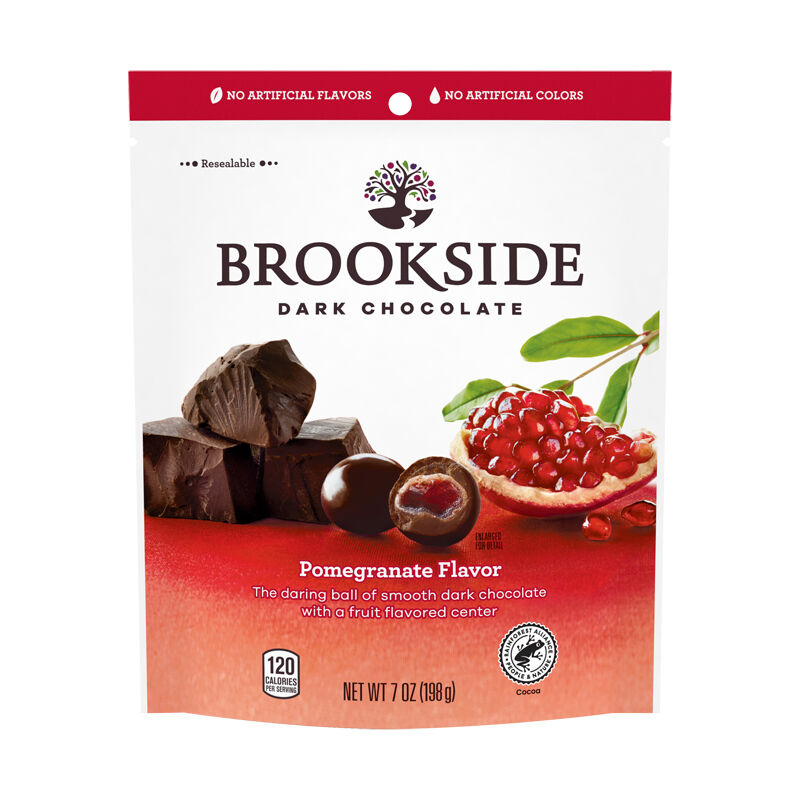 NO ARTIFICIAL FLAVORS
NO ARTIFICIAL COLORS
Resealable
BROOKSIDE
DARK CHOCOLATE
ENLARGED
FOR DETAIL
Pomegranate Flavor
The daring ball of smooth dark chocolate
with a fruit flavored center
120
CALORIES
PER SERVING
NET WT 7 OZ (198 g)
RAINFOREST ALLIANCE
PEOPLE & NATURE
Cocoa